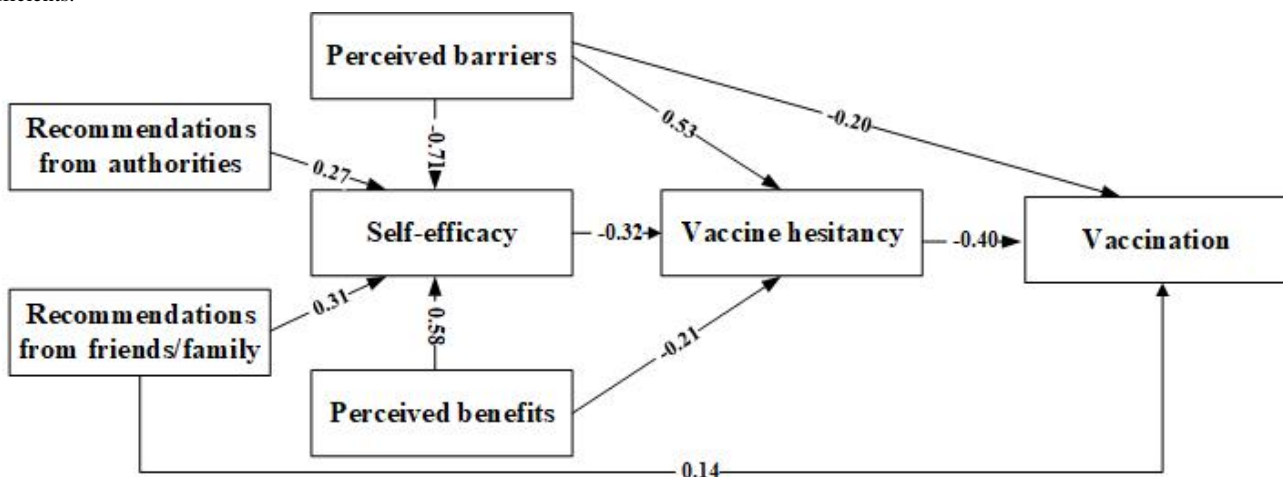 Perceived barriers
Recommendations
from authorities
-0.20
0.53
-0.71
0.27
Self-efficacy
-0.32
Vaccine hesitancy
-0.40
Vaccination
Recommendations
from friends/family
0.31
0.58
-0.21
Perceived benefits
0.14